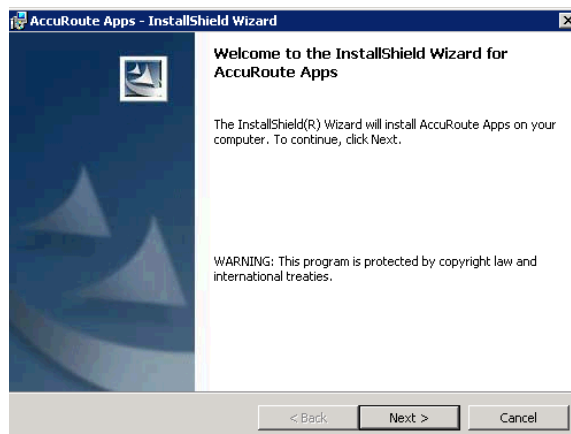 AccuRoute Apps - InstallShield Wizard
Welcome to the InstallShield Wizard for
AccuRoute Apps
The InstallShield(R) Wizard will install AccuRoute Apps on your
computer. To continue, click Next.
WARNING: This program is protected by copyright law and
international treaties.
< Back
Next >
Cancel